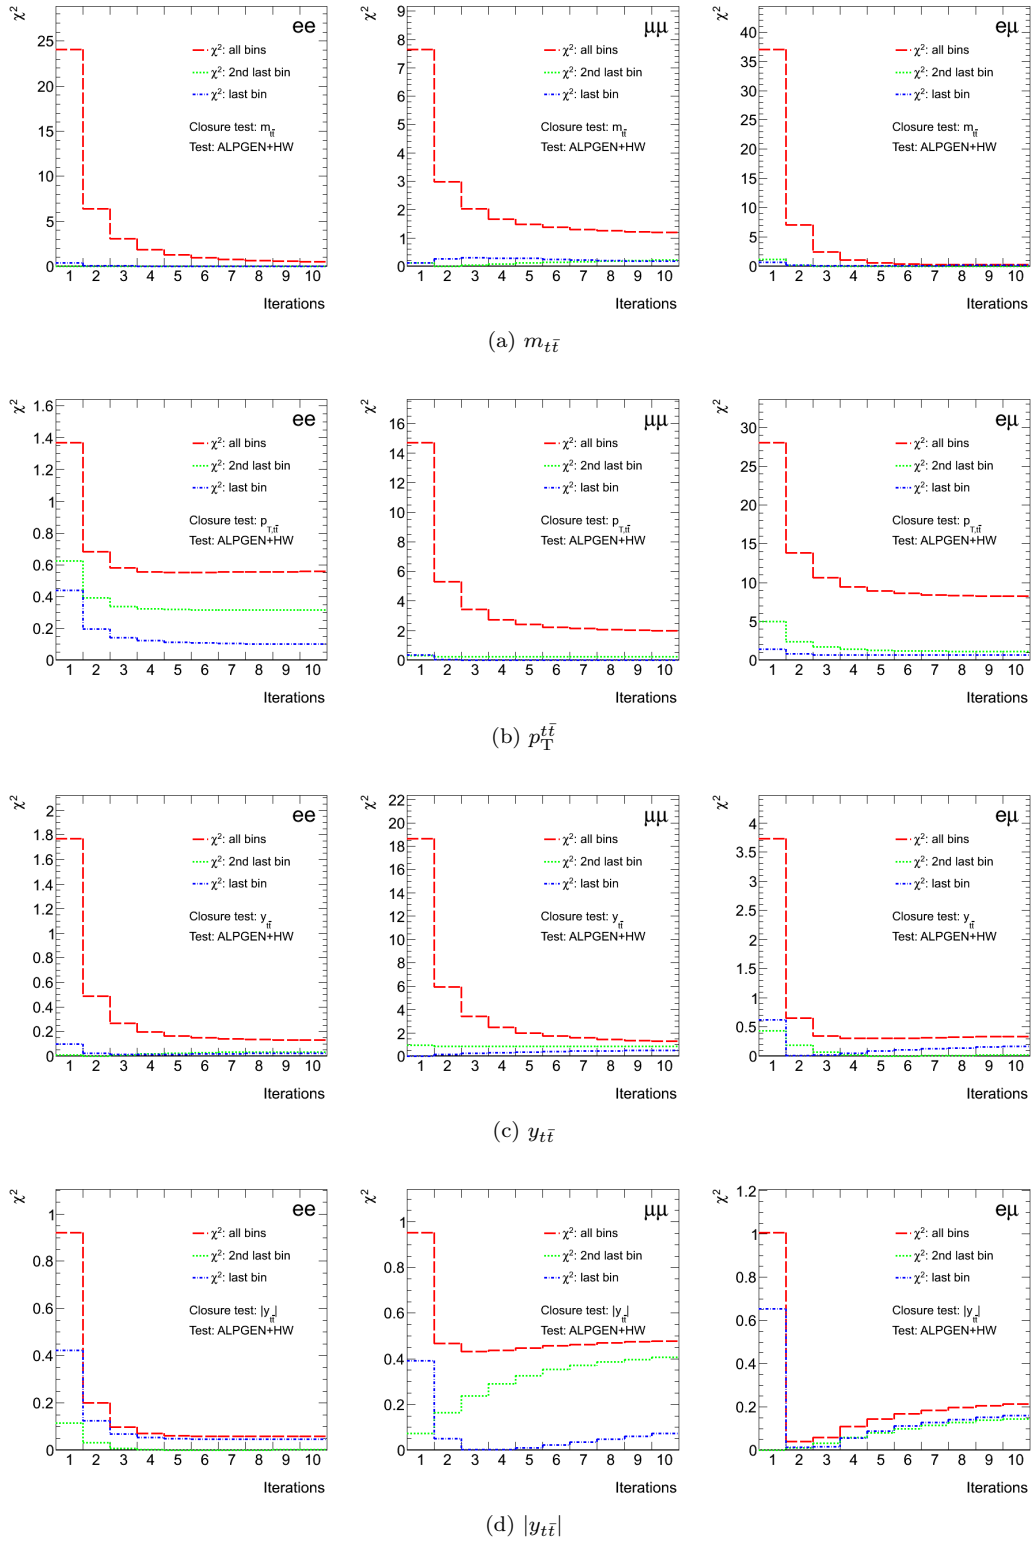 χ² ee
25
20
15
10
5
0
χ²: all bins
χ²: 2nd last bin
χ²: last bin
Closure test: m_tt̄
Test: ALPGEN+HW
1 2 3 4 5 6 7 8 9 10
Iterations
χ² μμ
9
8
7
6
5
4
3
2
1
0
χ²: all bins
χ²: 2nd last bin
χ²: last bin
Closure test: m_tt̄
Test: ALPGEN+HW
1 2 3 4 5 6 7 8 9 10
Iterations
χ² eμ
40
35
30
25
20
15
10
5
0
χ²: all bins
χ²: 2nd last bin
χ²: last bin
Closure test: m_tt̄
Test: ALPGEN+HW
1 2 3 4 5 6 7 8 9 10
Iterations
(a) m_tt̄
χ² ee
1.6
1.4
1.2
1
0.8
0.6
0.4
0.2
0
χ²: all bins
χ²: 2nd last bin
χ²: last bin
Closure test: p_T,tt̄
Test: ALPGEN+HW
1 2 3 4 5 6 7 8 9 10
Iterations
χ² μμ
16
14
12
10
8
6
4
2
0
χ²: all bins
χ²: 2nd last bin
χ²: last bin
Closure test: p_T,tt̄
Test: ALPGEN+HW
1 2 3 4 5 6 7 8 9 10
Iterations
χ² eμ
30
25
20
15
10
5
0
χ²: all bins
χ²: 2nd last bin
χ²: last bin
Closure test: p_T,tt̄
Test: ALPGEN+HW
1 2 3 4 5 6 7 8 9 10
Iterations
(b) p_T^tt̄
χ² ee
2
1.8
1.6
1.4
1.2
1
0.8
0.6
0.4
0.2
0
χ²: all bins
χ²: 2nd last bin
χ²: last bin
Closure test: y_tt̄
Test: ALPGEN+HW
1 2 3 4 5 6 7 8 9 10
Iterations
χ² μμ
22
20
18
16
14
12
10
8
6
4
2
0
χ²: all bins
χ²: 2nd last bin
χ²: last bin
Closure test: y_tt̄
Test: ALPGEN+HW
1 2 3 4 5 6 7 8 9 10
Iterations
χ² eμ
4
3.5
3
2.5
2
1.5
1
0.5
0
χ²: all bins
χ²: 2nd last bin
χ²: last bin
Closure test: y_tt̄
Test: ALPGEN+HW
1 2 3 4 5 6 7 8 9 10
Iterations
(c) y_tt̄
χ² ee
1
0.8
0.6
0.4
0.2
0
χ²: all bins
χ²: 2nd last bin
χ²: last bin
Closure test: |y_tt̄|
Test: ALPGEN+HW
1 2 3 4 5 6 7 8 9 10
Iterations
χ² μμ
1
0.8
0.6
0.4
0.2
0
χ²: all bins
χ²: 2nd last bin
χ²: last bin
Closure test: |y_tt̄|
Test: ALPGEN+HW
1 2 3 4 5 6 7 8 9 10
Iterations
χ² eμ
1.2
1
0.8
0.6
0.4
0.2
0
χ²: all bins
χ²: 2nd last bin
χ²: last bin
Closure test: |y_tt̄|
Test: ALPGEN+HW
1 2 3 4 5 6 7 8 9 10
Iterations
(d) |y_tt̄|